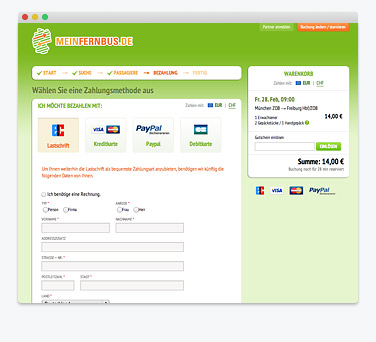 Partner anmelden
Buchung ändern / stornieren
MEINFERNBUS.DE
START → SUCHE → PASSAGIERE → BEZAHLUNG → FERTIG
Wählen Sie eine Zahlungsmethode aus
ICH MÖCHTE BEZAHLEN MIT:
Zahlen mit: EUR | CHF
VISA
PayPal
Lastschrift
Kreditkarte
Paypal
Debitkarte
Um Ihnen weiterhin die Lastschrift als bequemste Zahlungsart anzubieten, benötigen wir künftig die
folgenden Daten von Ihnen.
Ich benötige eine Rechnung.
TYP *
ANREDE *
Person Firma
Frau Herr
VORNAME *
NACHNAME *
ADRESSZUSATZ
STRASSE + NR. *
POSTLEITZAHL *
STADT *
LAND *
WARENKORB
Zahlen mit: EUR | CHF
Fr. 28. Feb, 09:00
München ZOB → Freiburg Hbf/ZOB
1 Erwachsener
14,00 €
2 Gepäckstücke / 1 Handgepäck
Gutschein einlösen
EINLÖSEN
Summe: 14,00 €
Buchung noch für 28 min reserviert
VISA
PayPal